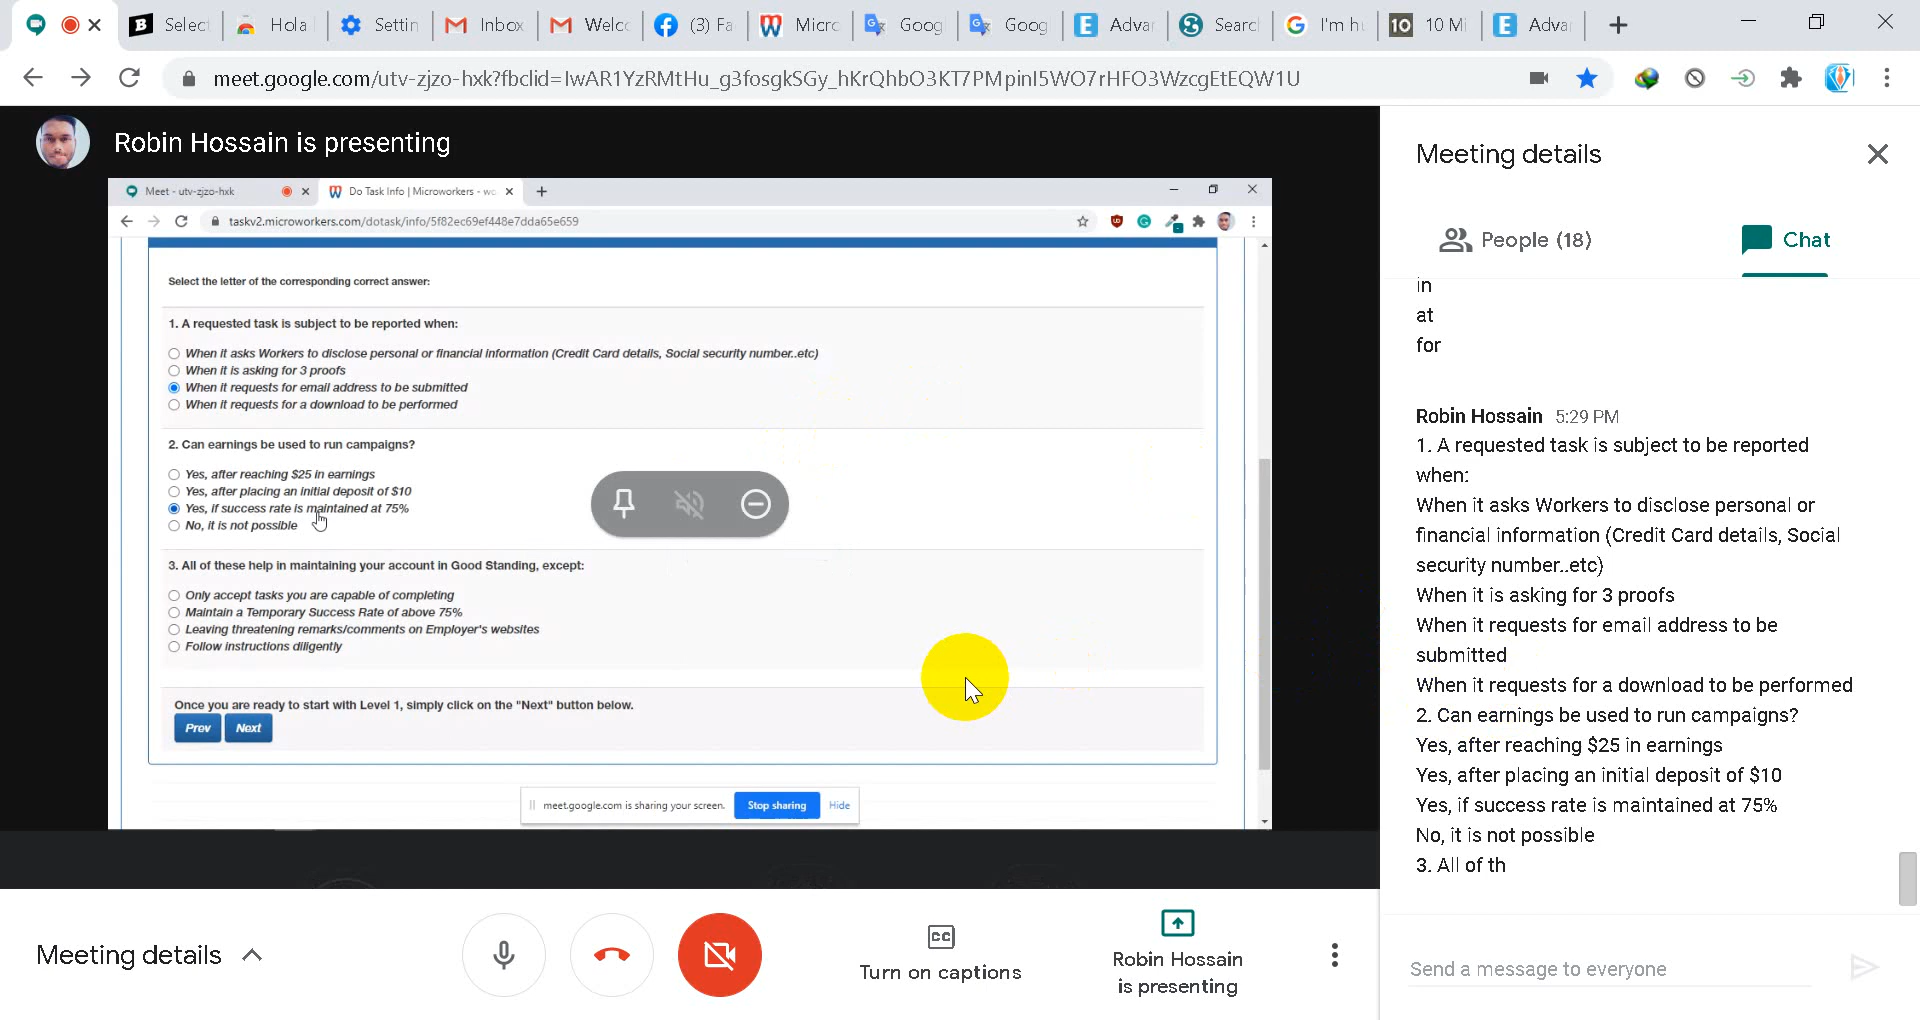 Selec
Hola
Settin
Inbox
Welc
(3) Fa
Micro
Goog
Goog
Adva
Searc
I'm hu
10 Mi
Adva
meet.google.com/utv-zjzo-hxk?fbclid=IwAR1YzRMtHu_g3fosgkSGy_hKrQhbO3KT7PMpinI5WO7rHFO3WzcgEtEQW1U
Robin Hossain is presenting
Meet - utv-zjzo-hxk
Do Task Info | Microworkers - wo
taskv2.microworkers.com/dotask/info/5f82ec69ef448e7dda65e659
Select the letter of the corresponding correct answer:
1. A requested task is subject to be reported when:
When it asks Workers to disclose personal or financial information (Credit Card details, Social security number..etc)
When it is asking for 3 proofs
When it requests for email address to be submitted
When it requests for a download to be performed
2. Can earnings be used to run campaigns?
Yes, after reaching $25 in earnings
Yes, after placing an initial deposit of $10
Yes, if success rate is maintained at 75%
No, it is not possible
3. All of these help in maintaining your account in Good Standing, except:
Only accept tasks you are capable of completing
Maintain a Temporary Success Rate of above 75%
Leaving threatening remarks/comments on Employer's websites
Follow instructions diligently
Once you are ready to start with Level 1, simply click on the "Next" button below.
Prev
Next
meet.google.com is sharing your screen.
Stop sharing
Hide
Meeting details
People (18)
Chat
in
at
for
Robin Hossain 5:29 PM
1. A requested task is subject to be reported
when:
When it asks Workers to disclose personal or
financial information (Credit Card details, Social
security number..etc)
When it is asking for 3 proofs
When it requests for email address to be
submitted
When it requests for a download to be performed
2. Can earnings be used to run campaigns?
Yes, after reaching $25 in earnings
Yes, after placing an initial deposit of $10
Yes, if success rate is maintained at 75%
No, it is not possible
3. All of th
Send a message to everyone
Meeting details
Turn on captions
Robin Hossain
is presenting